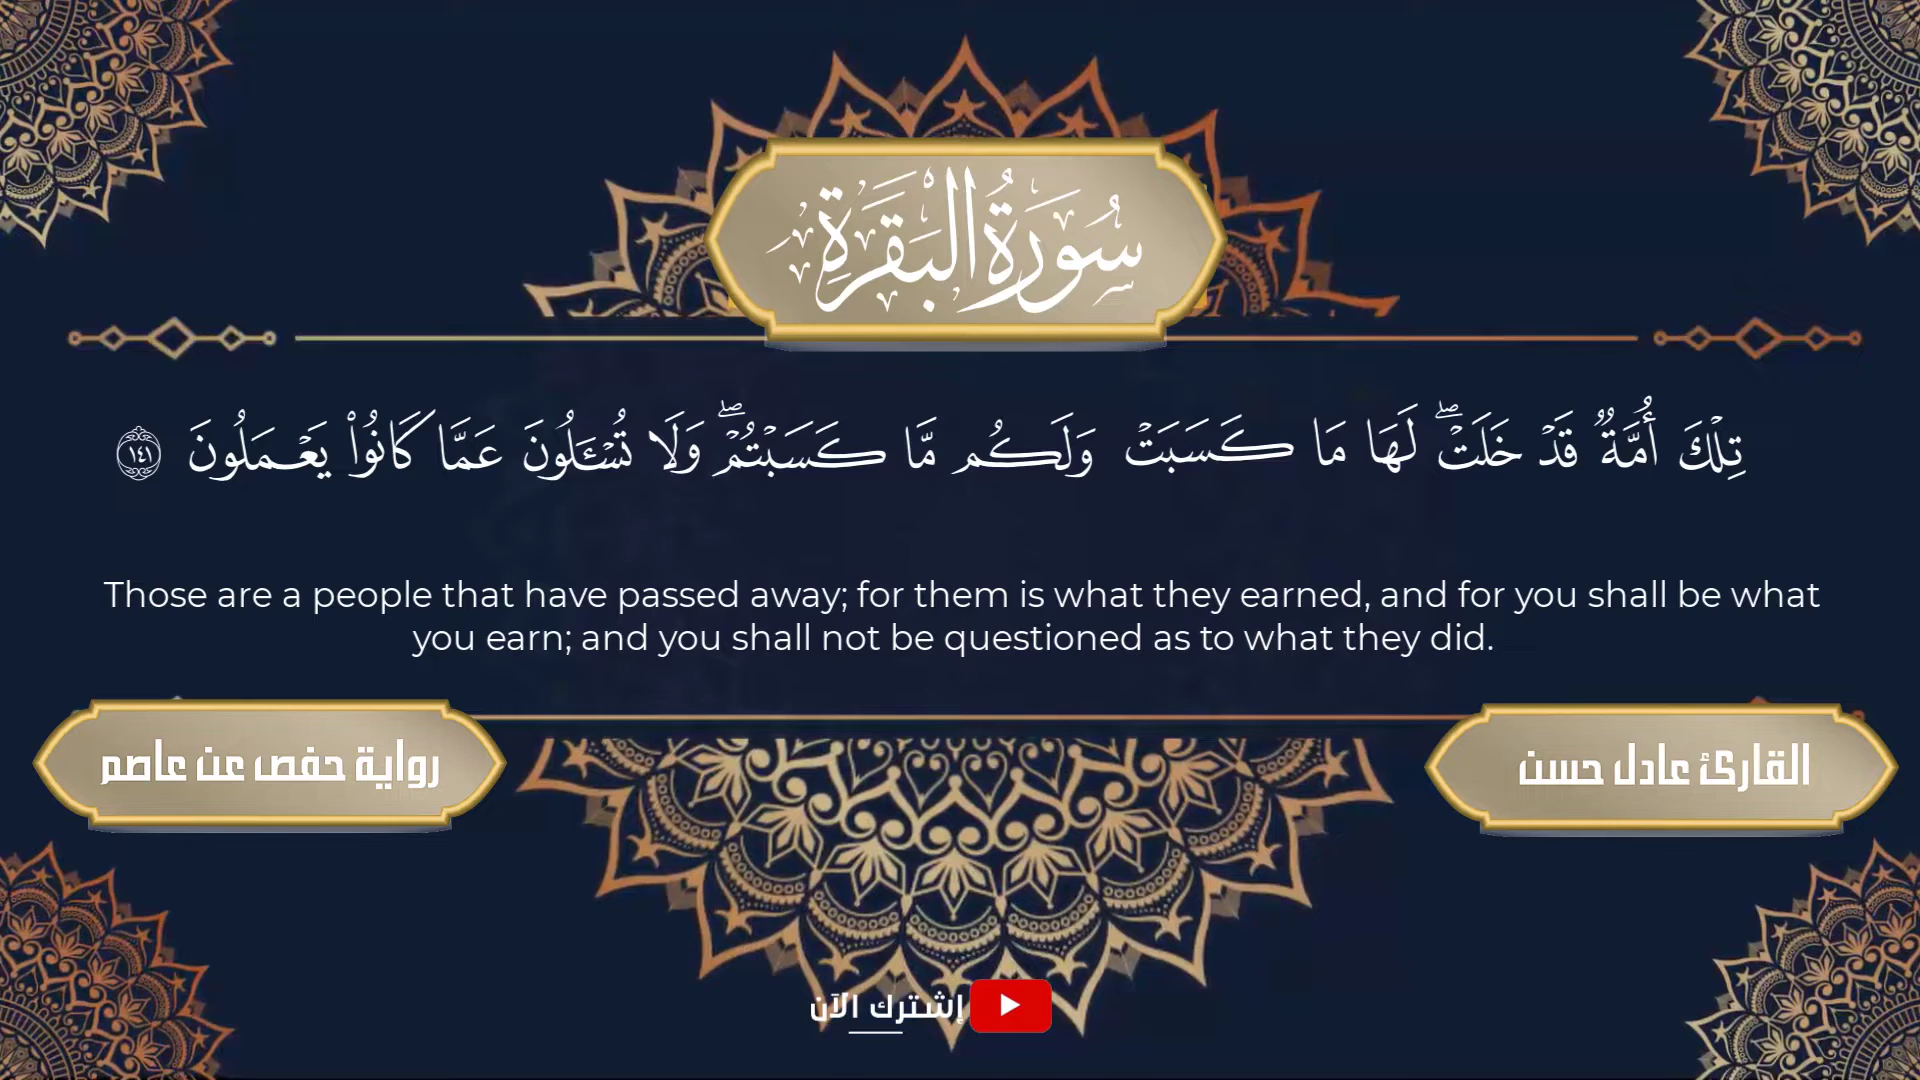 سُورَةُ البَقَرَةِ
تِلْكَ أُمَّةٌ قَدْ خَلَتْ ۖ لَهَا مَا كَسَبَتْ وَلَكُم مَّا كَسَبْتُمْ ۖ وَلَا تُسْـَٔلُونَ عَمَّا كَانُوا۟ يَعْمَلُونَ ١٤١
Those are a people that have passed away; for them is what they earned, and for you shall be what
you earn; and you shall not be questioned as to what they did.
القارئ عادل حسن
رواية حفص عن عاصم
إشترك الآن